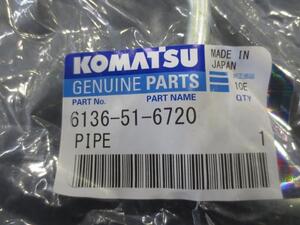 KOMATSU
MADE IN
JAPAN
GENUINE PARTS
10E
PART No. PART NAME QTY
6136-51-6720
PIPE 1